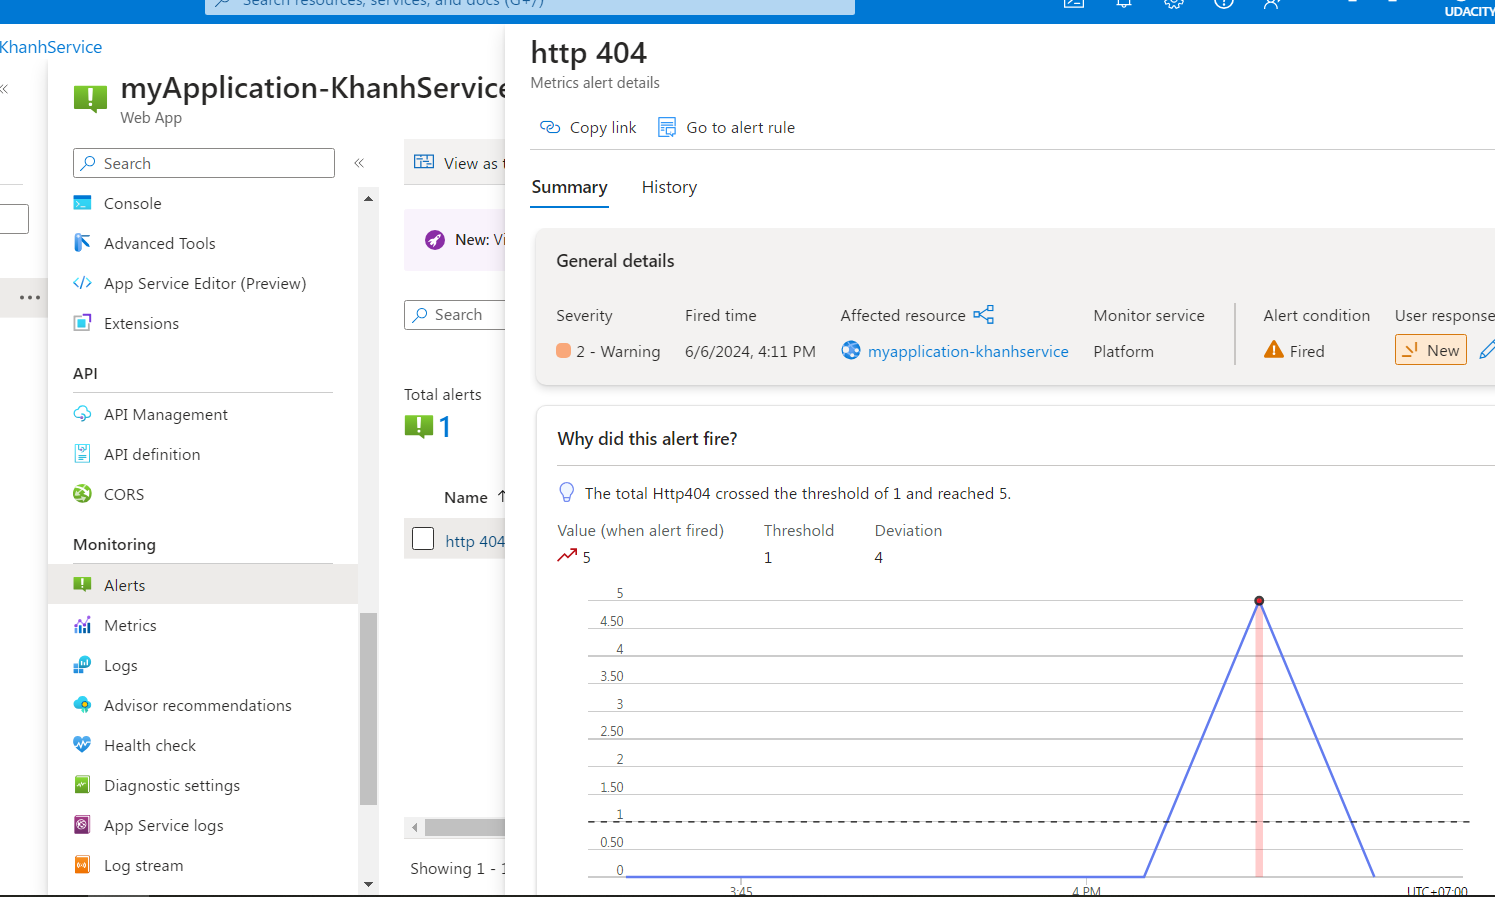 Search resources, services, and docs (G+/)
UDACITY
KhanhService
myApplication-KhanhService
Web App
Search
Console
Advanced Tools
App Service Editor (Preview)
Extensions
API
API Management
API definition
CORS
Monitoring
Alerts
Metrics
Logs
Advisor recommendations
Health check
Diagnostic settings
App Service logs
Log stream
View as t
New: Vi
Search
Total alerts
1
Name ↑
http 404
Showing 1 - 1
http 404
Metrics alert details
Copy link
Go to alert rule
Summary
History
General details
Severity
Fired time
Affected resource
Monitor service
Alert condition
User response
2 - Warning
6/6/2024, 4:11 PM
myapplication-khanhservice
Platform
Fired
New
Why did this alert fire?
The total Http404 crossed the threshold of 1 and reached 5.
Value (when alert fired)
Threshold
Deviation
5
1
4
5
4.50
4
3.50
3
2.50
2
1.50
1
0.50
0
3:45
4 PM
UTC+07:00